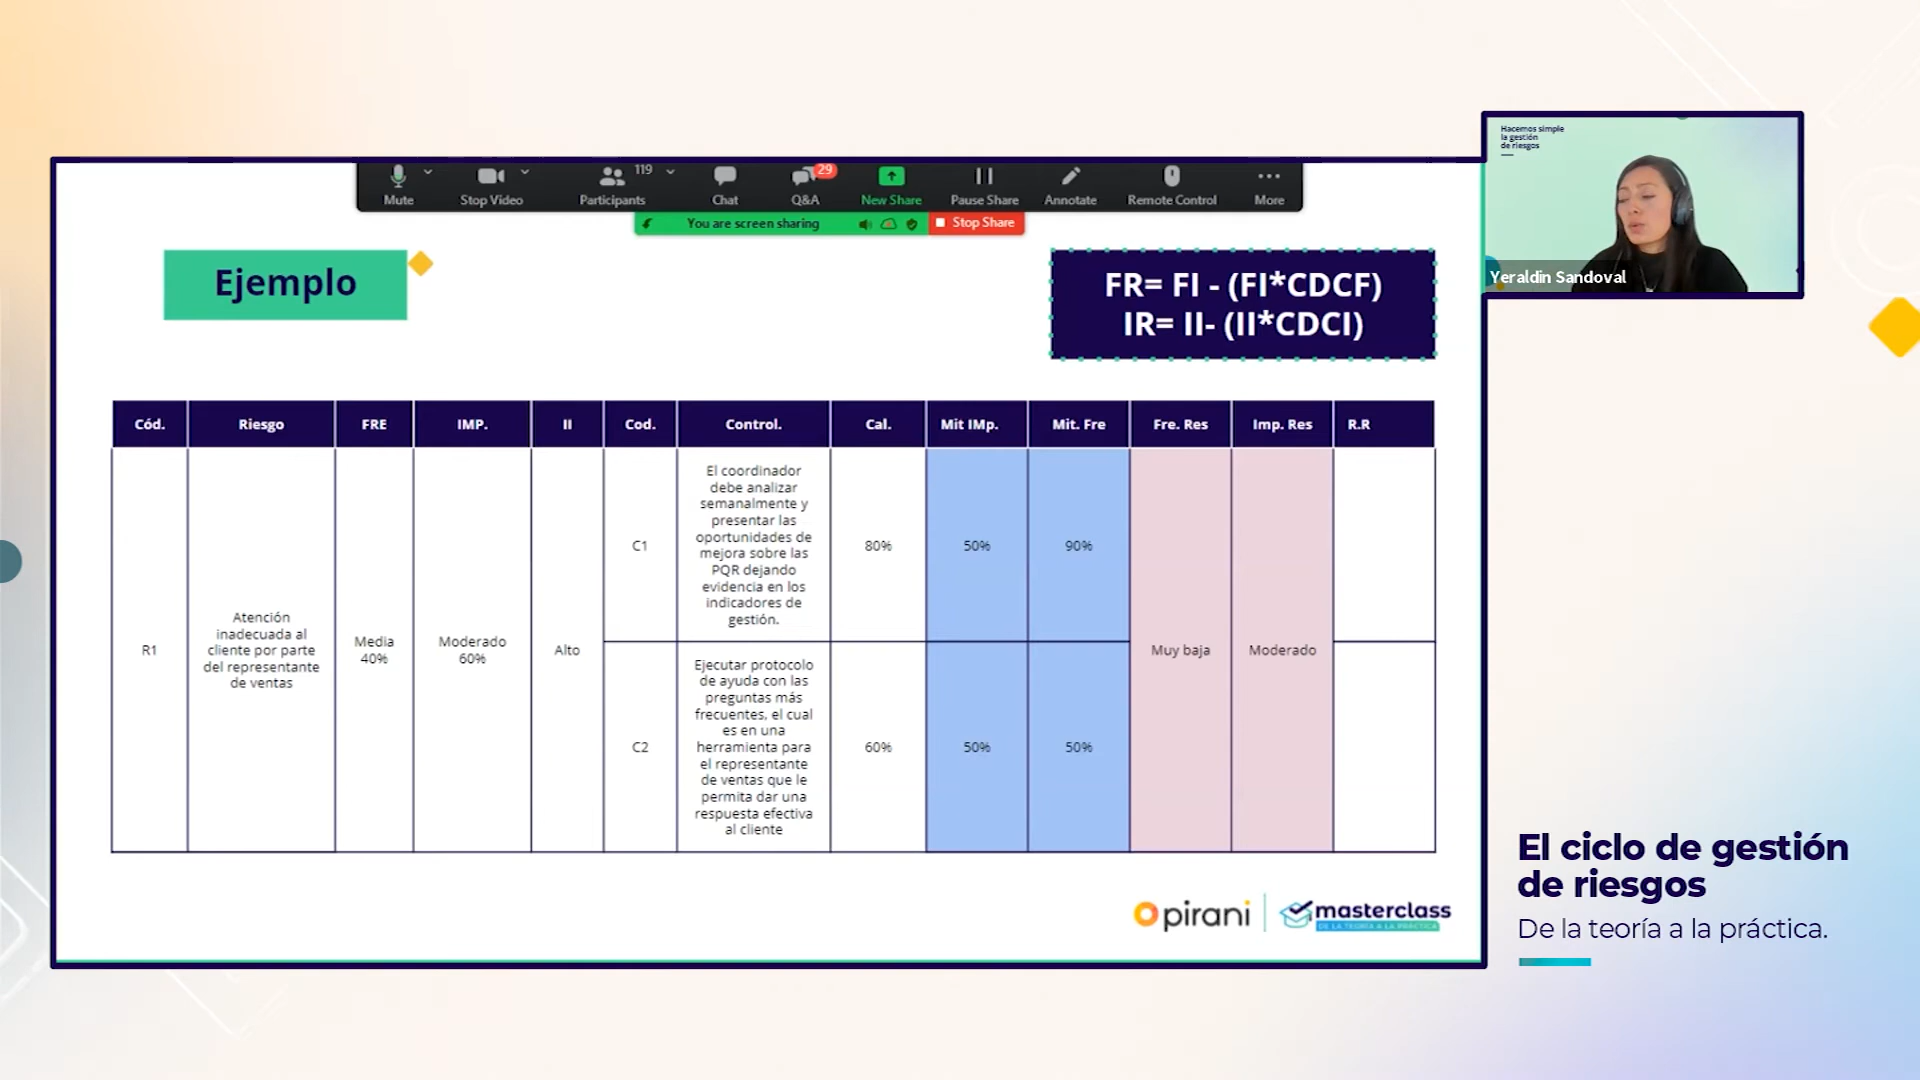 Hacemos simple
la gestión
de riesgos
Mute
Stop Video
119
Participants
Chat
29
Q&A
New Share
Pause Share
Annotate
Remote Control
More
You are screen sharing
Stop Share
Yeraldin Sandoval
Ejemplo
FR= FI - (FI*CDCF)
IR= II- (II*CDCI)
Cód. Riesgo FRE IMP. II Cod. Control. Cal. Mit IMp. Mit. Fre Fre. Res Imp. Res R.R
R1
Atención
inadecuada al
cliente por parte
del representante
de ventas
Media
40%
Moderado
60%
Alto
C1
El coordinador
debe analizar
semanalmente y
presentar las
oportunidades de
mejora sobre las
PQR dejando
evidencia en los
indicadores de
gestión.
80%
50%
90%
C2
Ejecutar protocolo
de ayuda con las
preguntas más
frecuentes, el cual
es en una
herramienta para
el representante
de ventas que le
permita dar una
respuesta efectiva
al cliente
60%
50%
50%
Muy baja
Moderado
pirani
masterclass
DE LA TEORÍA A LA PRÁCTICA
El ciclo de gestión
de riesgos
De la teoría a la práctica.